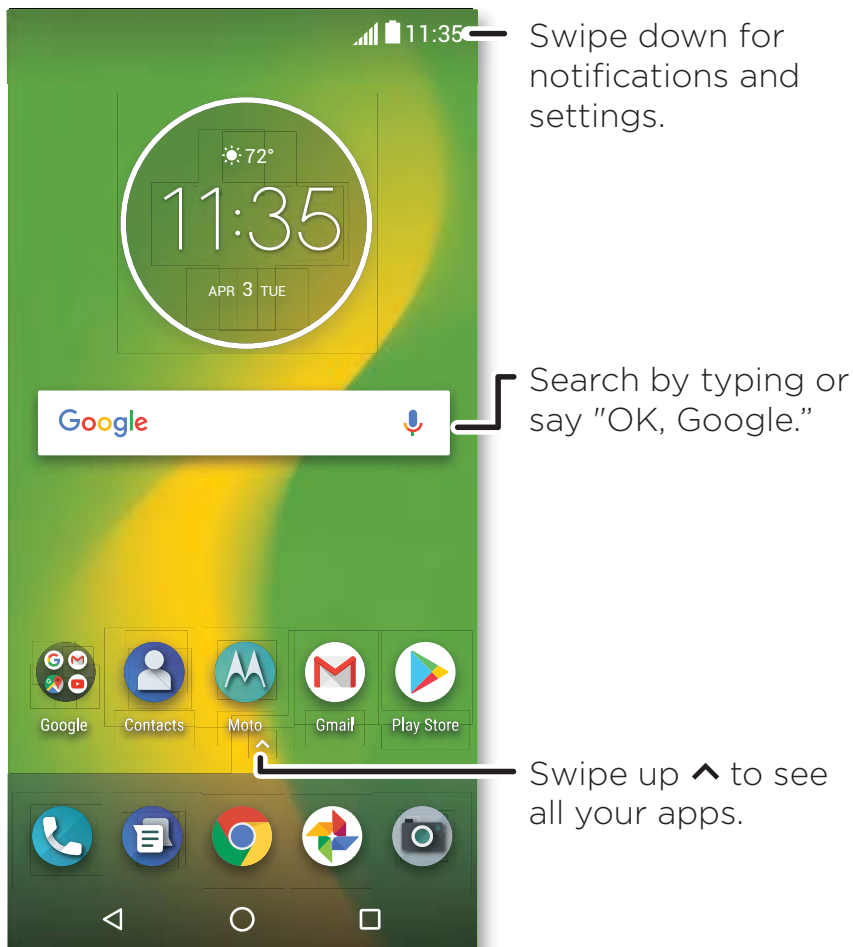 11:35
Swipe down for
notifications and
settings.
72°
11:35
APR 3 TUE
Google
Search by typing or
say "OK, Google.”
Google Contacts Moto Gmail Play Store
Swipe up ^ to see
all your apps.